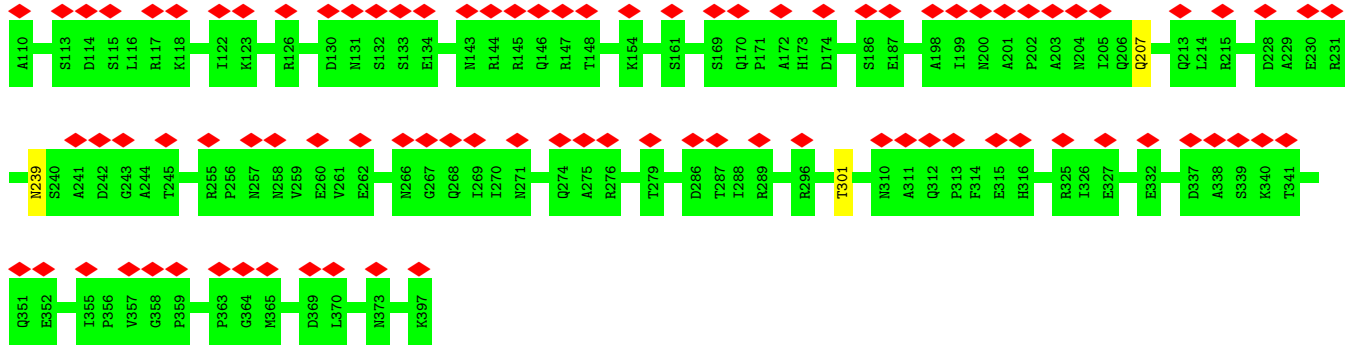 A110 S113 D114 S115 L116 R117 K118 I122 K123 R126 D130 N131 S132 S133 E134 N143 R144 R145 Q146 R147 T148 K154 S161 S169 Q170 P171 A172 H173 D174 S186 E187 A198 I199 N200 A201 P202 A203 N204 I205 Q206 Q207 Q213 L214 R215 D228 A229 E230 R231
N239 S240 A241 D242 G243 A244 T245 R255 P256 N257 N258 V259 E260 V261 E262 N266 G267 Q268 I269 I270 N271 Q274 A275 R276 T279 D286 T287 I288 R289 R296 T301 N310 A311 Q312 P313 F314 E315 H316 R325 I326 E327 E332 D337 A338 S339 K340 T341
Q351 E352 I355 P356 V357 G358 P359 P363 G364 M365 D369 L370 N373 K397